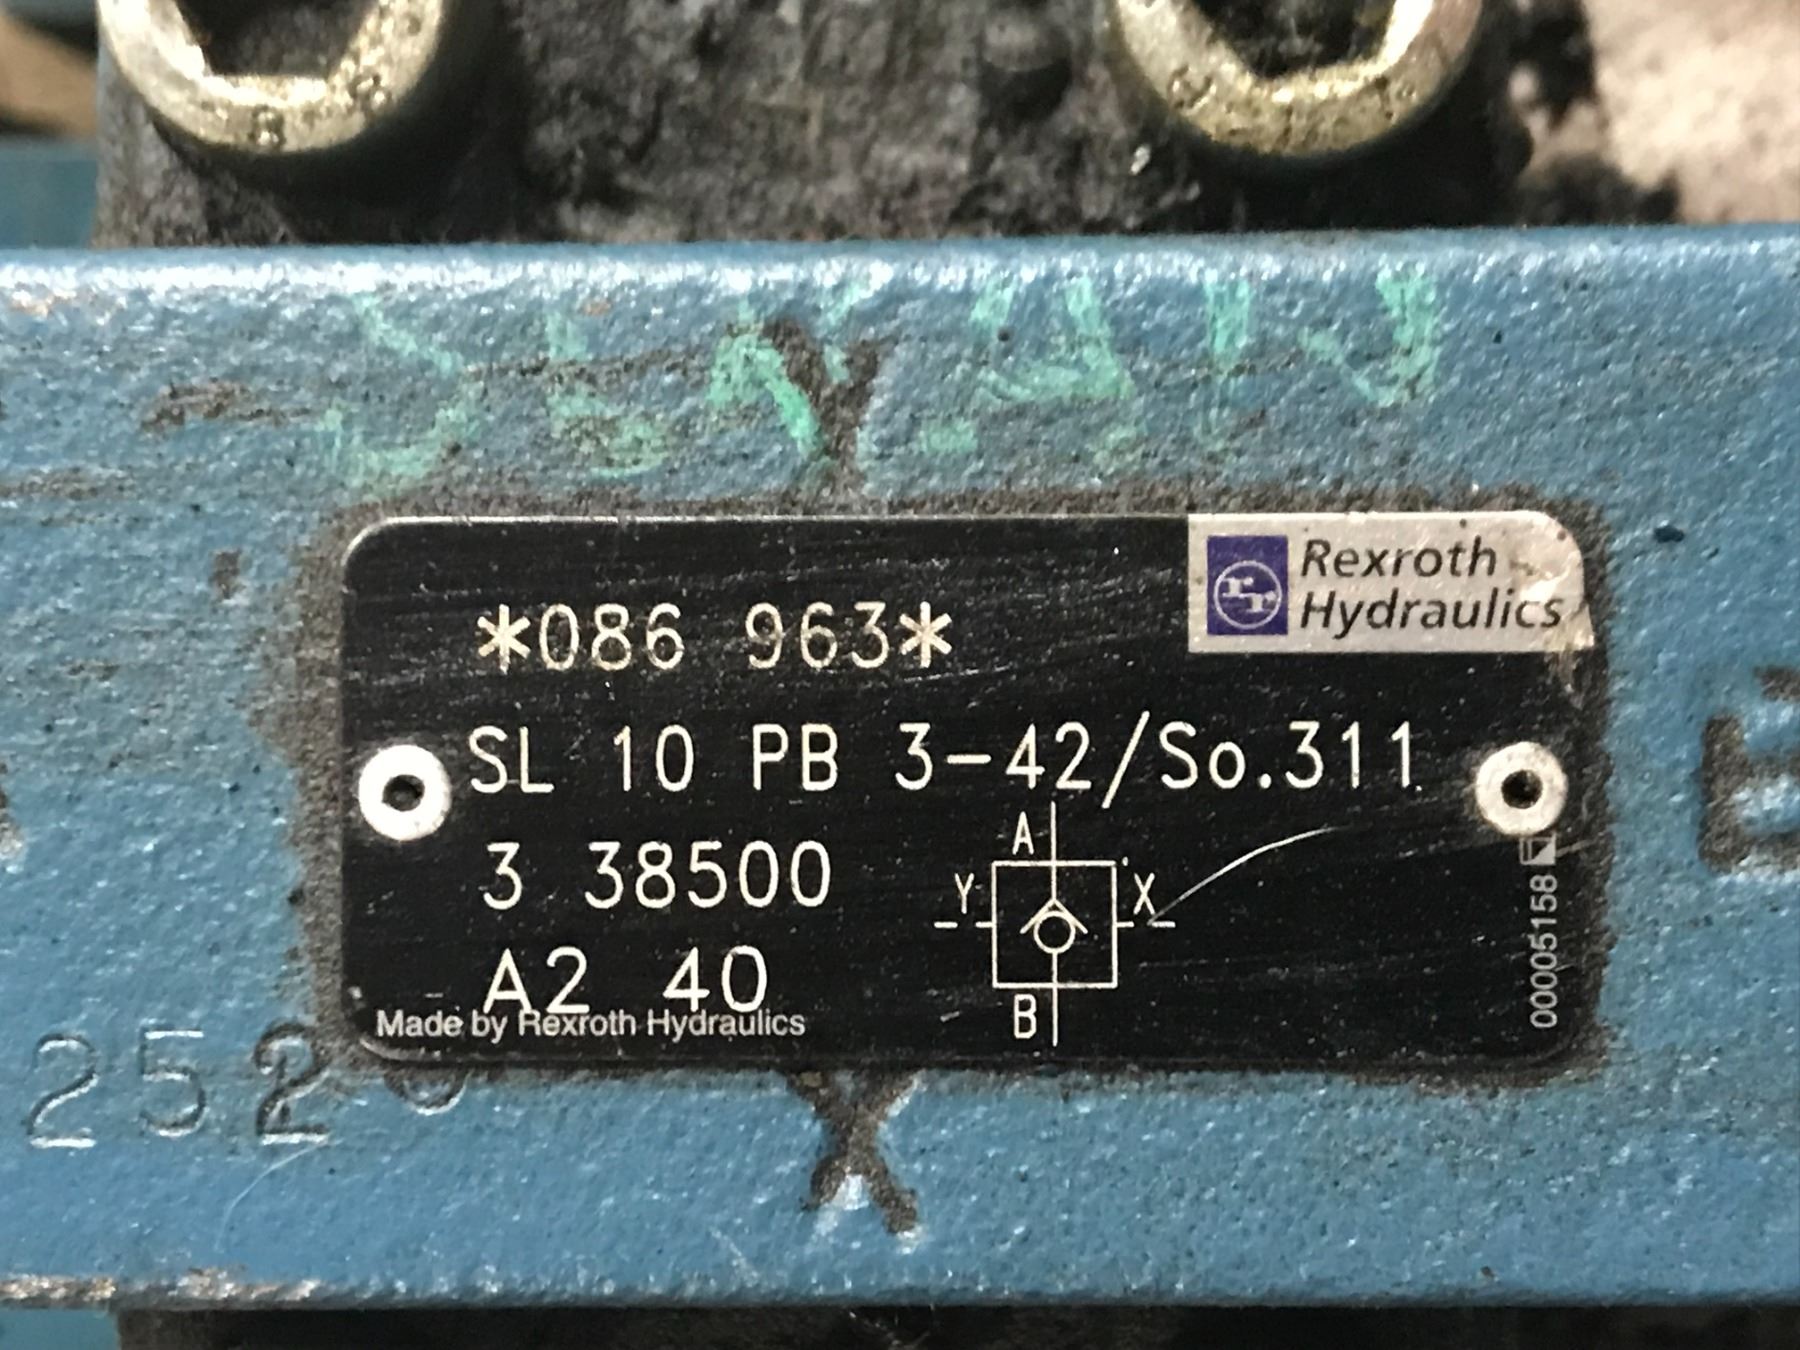 Y
Rexroth
Hydraulics
*086 963*
SL 10 PB 3-42/So.311
3 38500
A
Y X
A2 40
B
Made by Rexroth Hydraulics
00005158
B
252
X